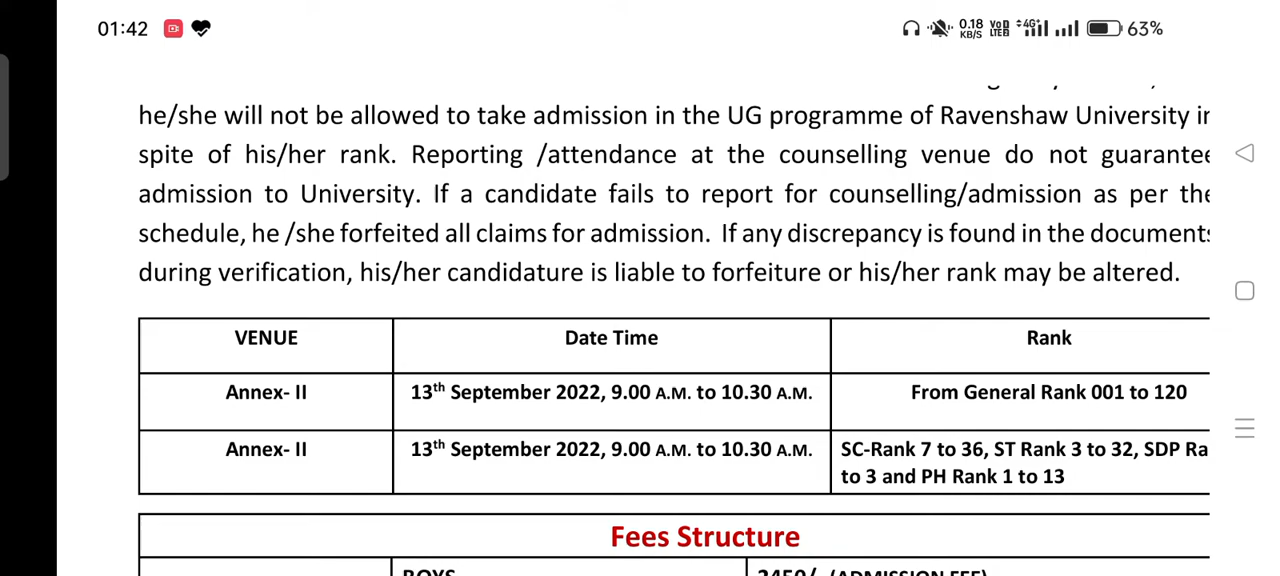 01:42 0.18 KB/S VoD LTE2 4G+ 63%
he/she will not be allowed to take admission in the UG programme of Ravenshaw University in
spite of his/her rank. Reporting /attendance at the counselling venue do not guarantee
admission to University. If a candidate fails to report for counselling/admission as per the
schedule, he /she forfeited all claims for admission. If any discrepancy is found in the documents
during verification, his/her candidature is liable to forfeiture or his/her rank may be altered.
VENUE Date Time Rank
Annex- II 13th September 2022, 9.00 A.M. to 10.30 A.M. From General Rank 001 to 120
Annex- II 13th September 2022, 9.00 A.M. to 10.30 A.M. SC-Rank 7 to 36, ST Rank 3 to 32, SDP Ra
to 3 and PH Rank 1 to 13
Fees Structure
BOYS 2450/- (ADMISSION FEE)